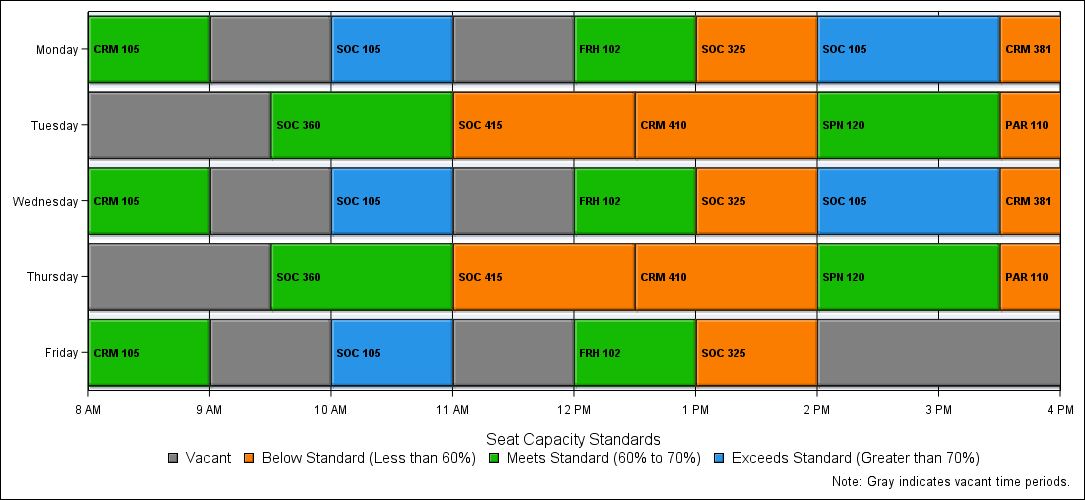 Monday CRM 105 SOC 105 FRH 102 SOC 325 SOC 105 CRM 381
Tuesday SOC 360 SOC 415 CRM 410 SPN 120 PAR 110
Wednesday CRM 105 SOC 105 FRH 102 SOC 325 SOC 105 CRM 381
Thursday SOC 360 SOC 415 CRM 410 SPN 120 PAR 110
Friday CRM 105 SOC 105 FRH 102 SOC 325
8 AM 9 AM 10 AM 11 AM 12 PM 1 PM 2 PM 3 PM 4 PM
Seat Capacity Standards
Vacant Below Standard (Less than 60%) Meets Standard (60% to 70%) Exceeds Standard (Greater than 70%)
Note: Gray indicates vacant time periods.